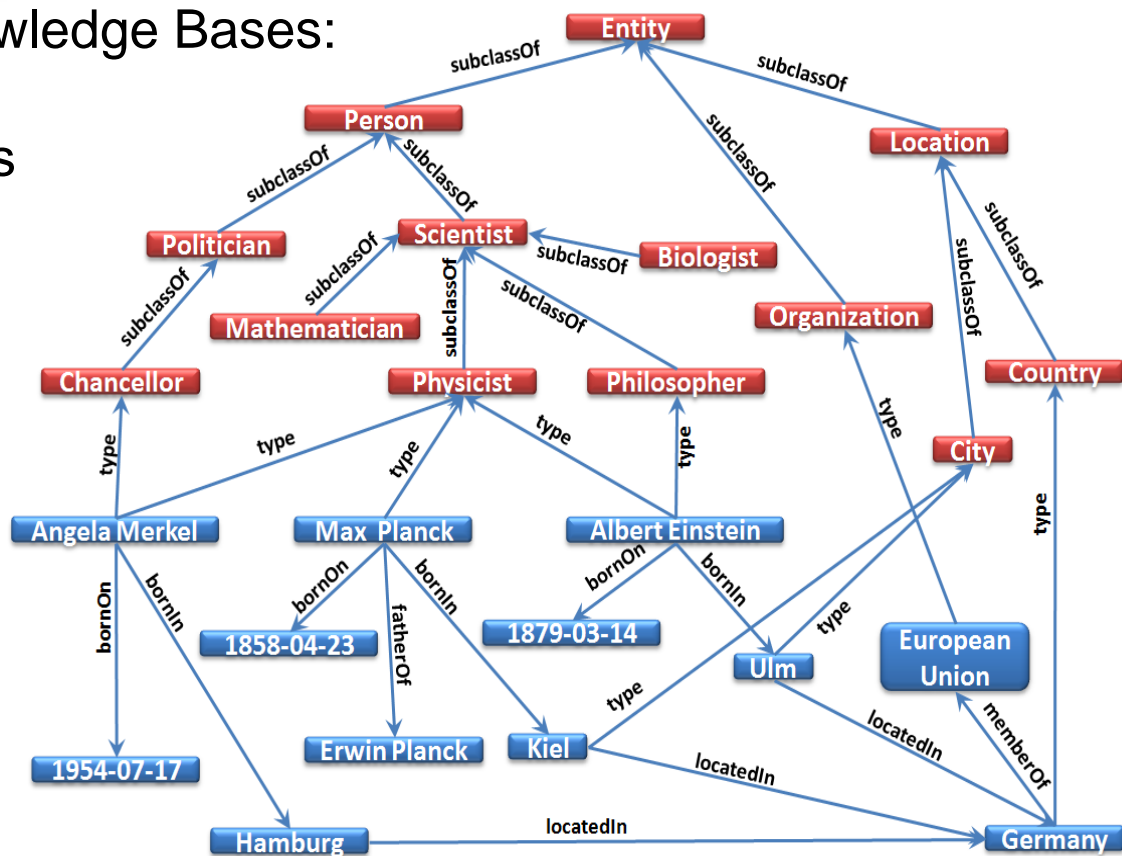 wledge Bases:
s
Entity
subclassOf
subclassOf
Person
subclassOf
Location
subclassOf
subclassOf
subclassOf
Politician
Scientist
Biologist
subclassOf
subclassOf
subclassOf
subclassOf
subclassOf
subclassOf
Mathematician
Organization
Chancellor
Physicist
Philosopher
Country
type
type
type
type
type
type
City
type
Angela Merkel
Max Planck
Albert Einstein
bornOn
bornIn
bornOn
bornIn
bornOn
bornIn
fatherOf
1858-04-23
1879-03-14
type
European
Union
Ulm
type
locatedIn
memberOf
1954-07-17
Erwin Planck
Kiel
locatedIn
Hamburg
locatedIn
Germany